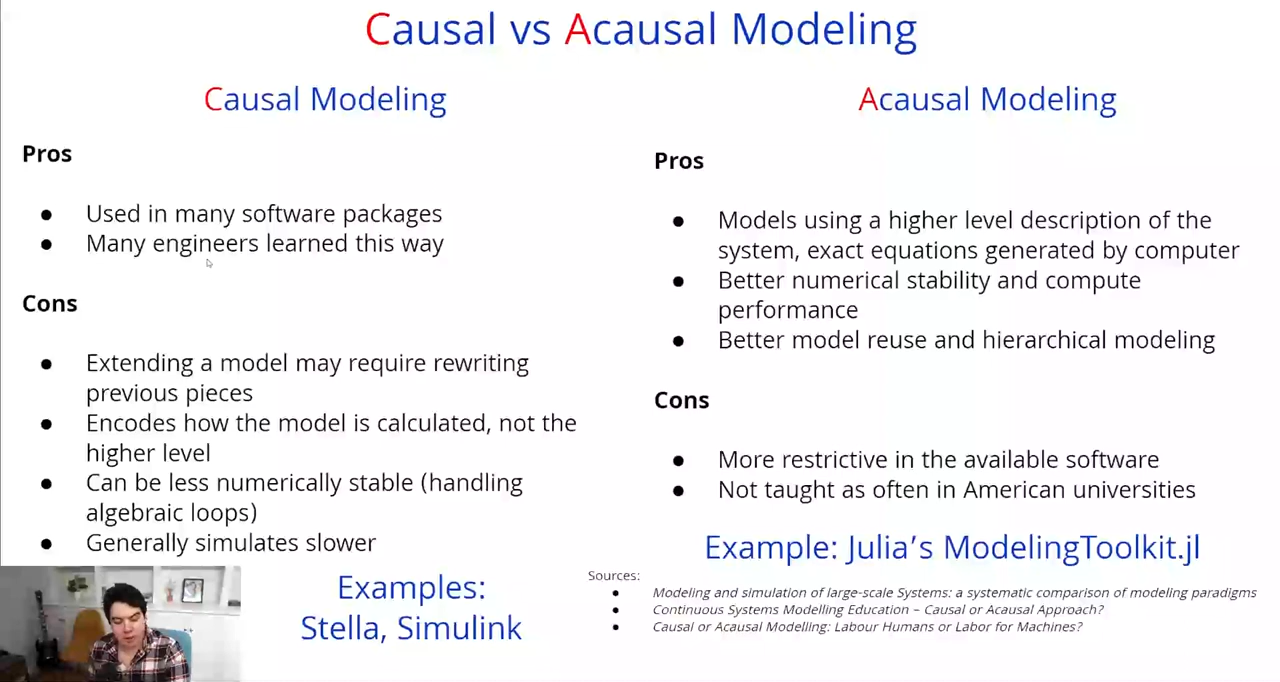 Causal vs Acausal Modeling
Causal Modeling
Pros
● Used in many software packages
● Many engineers learned this way
Cons
● Extending a model may require rewriting
previous pieces
● Encodes how the model is calculated, not the
higher level
● Can be less numerically stable (handling
algebraic loops)
● Generally simulates slower
Examples:
Stella, Simulink
Acausal Modeling
Pros
● Models using a higher level description of the
system, exact equations generated by computer
● Better numerical stability and compute
performance
● Better model reuse and hierarchical modeling
Cons
● More restrictive in the available software
● Not taught as often in American universities
Example: Julia’s ModelingToolkit.jl
Sources:
● Modeling and simulation of large-scale Systems: a systematic comparison of modeling paradigms
● Continuous Systems Modelling Education – Causal or Acausal Approach?
● Causal or Acausal Modelling: Labour Humans or Labor for Machines?